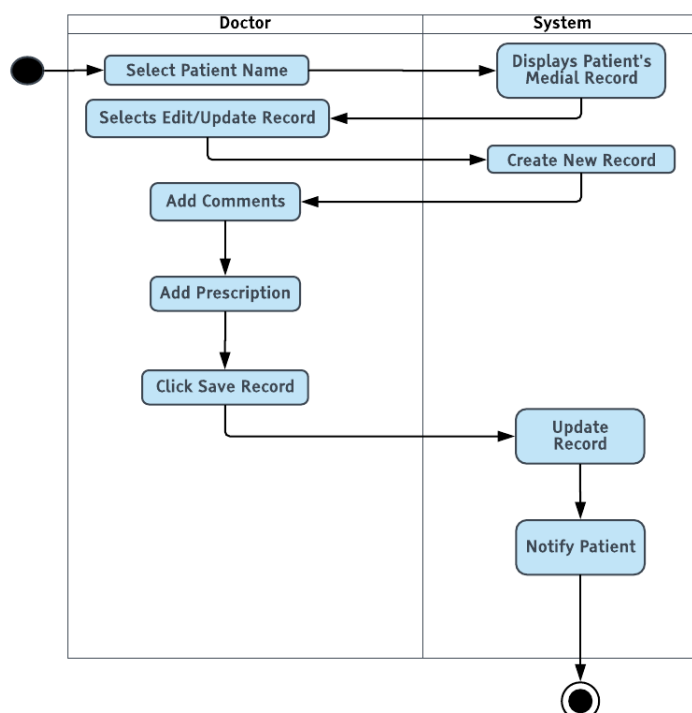 Doctor
System
Select Patient Name
Displays Patient's
Medial Record
Selects Edit/Update Record
Create New Record
Add Comments
Add Prescription
Click Save Record
Update
Record
Notify Patient